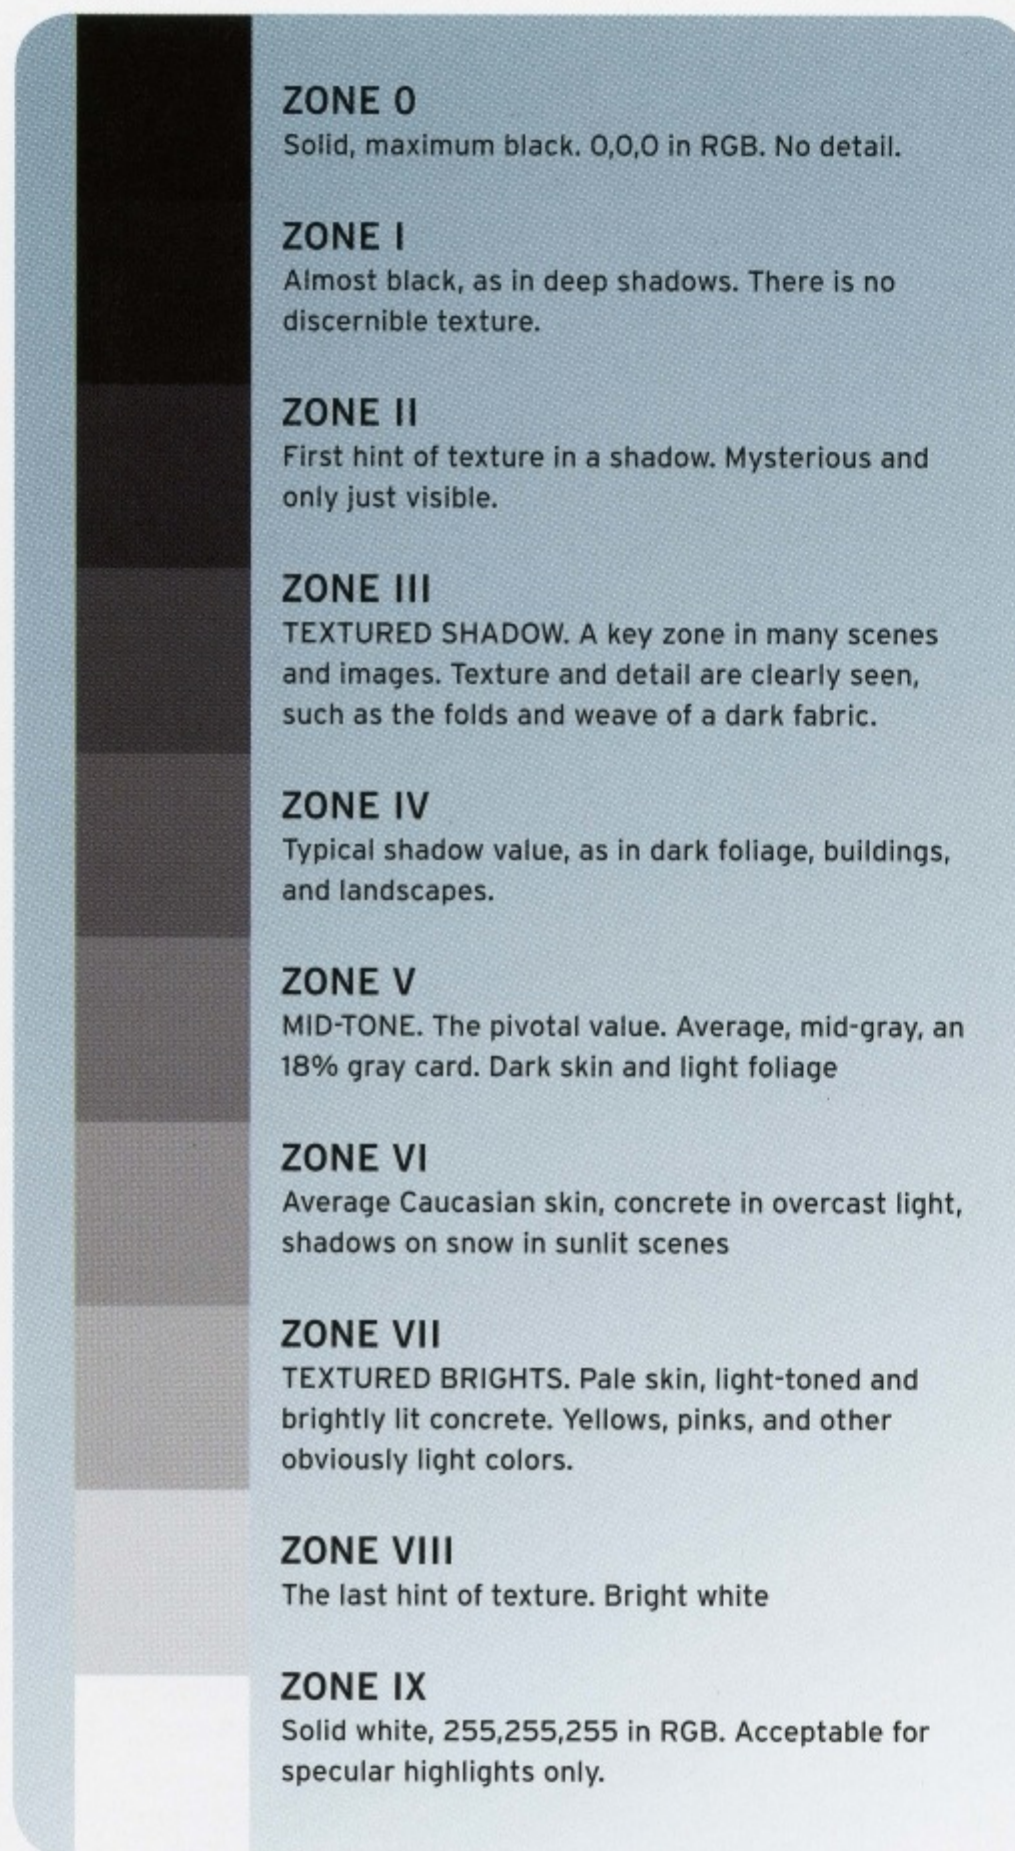 ZONE 0
Solid, maximum black. 0,0,0 in RGB. No detail.
ZONE I
Almost black, as in deep shadows. There is no
discernible texture.
ZONE II
First hint of texture in a shadow. Mysterious and
only just visible.
ZONE III
TEXTURED SHADOW. A key zone in many scenes
and images. Texture and detail are clearly seen,
such as the folds and weave of a dark fabric.
ZONE IV
Typical shadow value, as in dark foliage, buildings,
and landscapes.
ZONE V
MID-TONE. The pivotal value. Average, mid-gray, an
18% gray card. Dark skin and light foliage
ZONE VI
Average Caucasian skin, concrete in overcast light,
shadows on snow in sunlit scenes
ZONE VII
TEXTURED BRIGHTS. Pale skin, light-toned and
brightly lit concrete. Yellows, pinks, and other
obviously light colors.
ZONE VIII
The last hint of texture. Bright white
ZONE IX
Solid white, 255,255,255 in RGB. Acceptable for
specular highlights only.